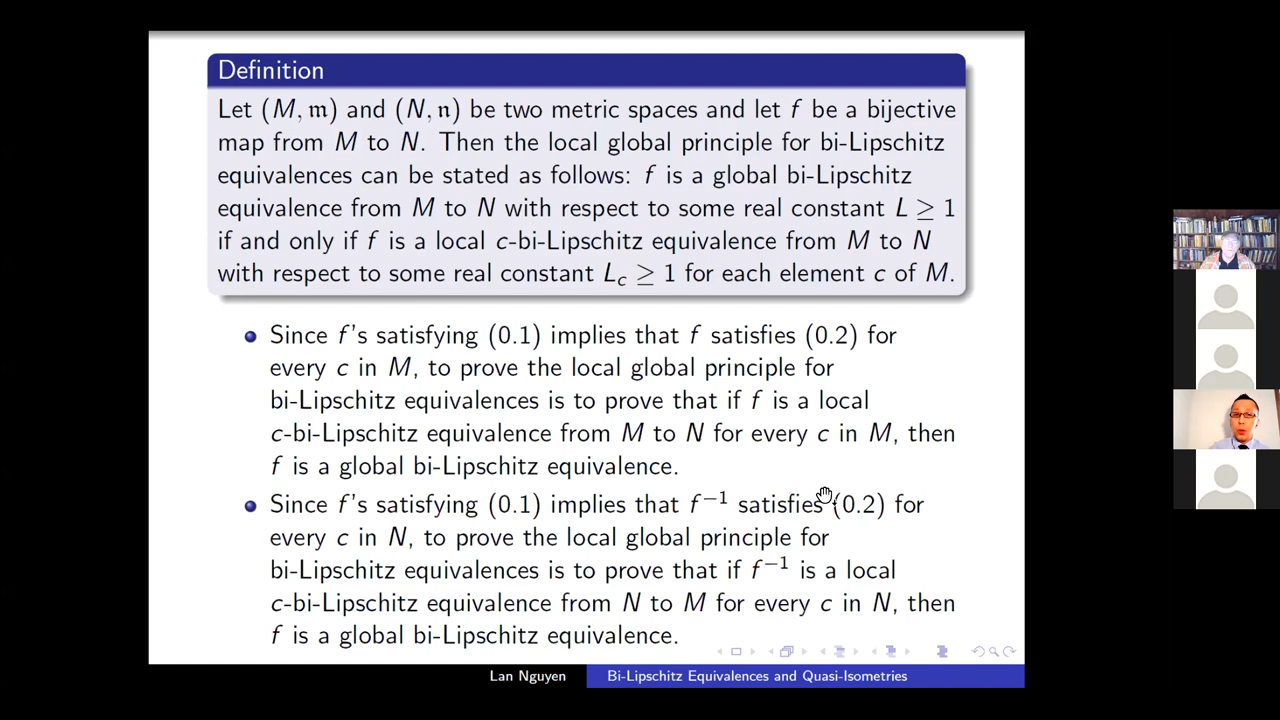 Definition
Let (M, 𝔪) and (N, 𝔫) be two metric spaces and let f be a bijective
map from M to N. Then the local global principle for bi-Lipschitz
equivalences can be stated as follows: f is a global bi-Lipschitz
equivalence from M to N with respect to some real constant L ≥ 1
if and only if f is a local c-bi-Lipschitz equivalence from M to N
with respect to some real constant L_c ≥ 1 for each element c of M.
Since f's satisfying (0.1) implies that f satisfies (0.2) for
every c in M, to prove the local global principle for
bi-Lipschitz equivalences is to prove that if f is a local
c-bi-Lipschitz equivalence from M to N for every c in M, then
f is a global bi-Lipschitz equivalence.
Since f's satisfying (0.1) implies that f⁻¹ satisfies (0.2) for
every c in N, to prove the local global principle for
bi-Lipschitz equivalences is to prove that if f⁻¹ is a local
c-bi-Lipschitz equivalence from N to M for every c in N, then
f is a global bi-Lipschitz equivalence.
Lan Nguyen
Bi-Lipschitz Equivalences and Quasi-Isometries